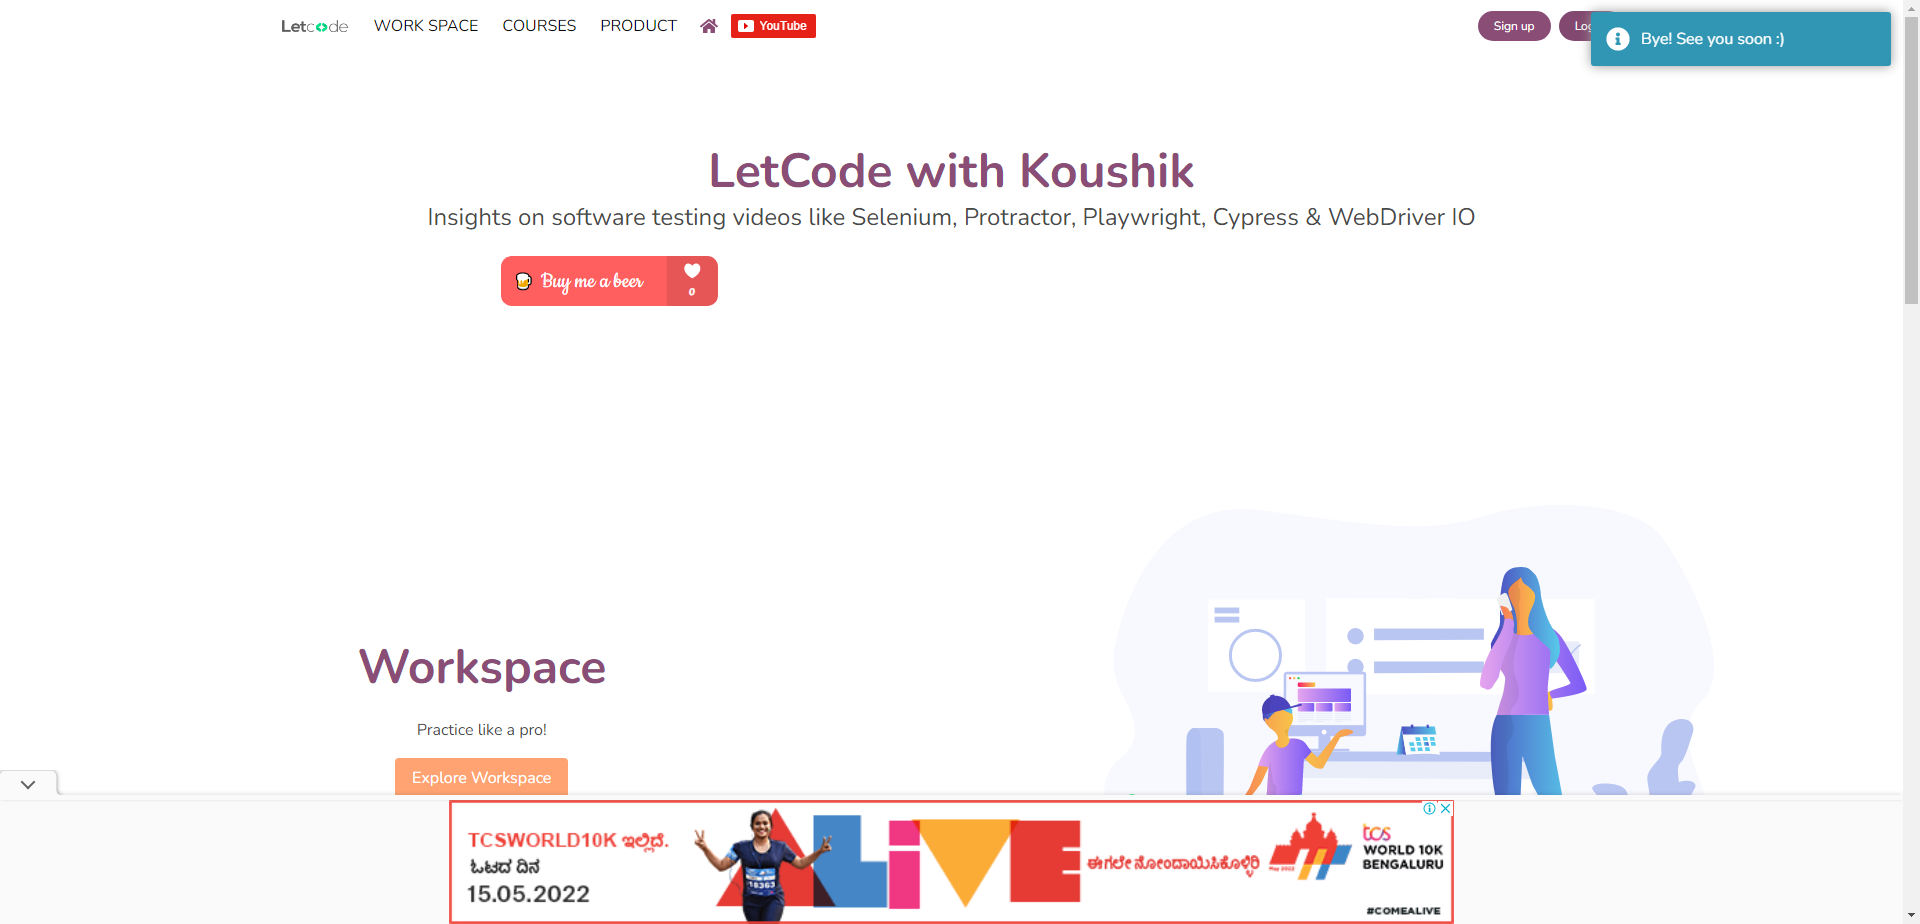 Letcode
WORK SPACE
COURSES
PRODUCT
YouTube
Sign up
Bye! See you soon :)
LetCode with Koushik
Insights on software testing videos like Selenium, Protractor, Playwright, Cypress & WebDriver IO
Buy me a beer
0
Workspace
Practice like a pro!
Explore Workspace
TCSWORLD10K ಇಲ್ಲಿದೆ.
ಓಟದ ದಿನ
15.05.2022
ALiVE
18363
ಈಗಲೇ ನೋಂದಾಯಿಸಿಕೊಳ್ಳಿರಿ
May 2022
tcs
WORLD 10K
BENGALURU
#COMEALIVE